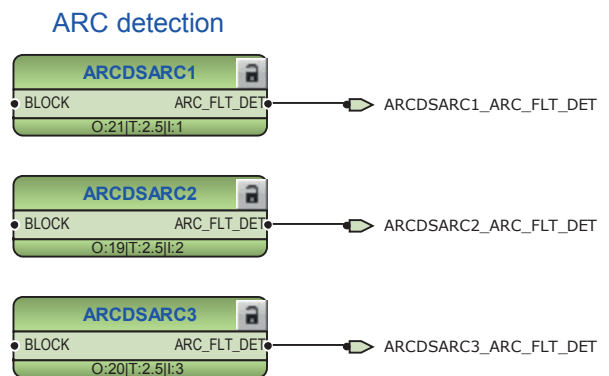 ARC detection
ARCDSARC1
BLOCK ARC_FLT_DET ARCDSARC1_ARC_FLT_DET
O:21|T:2.5|I:1
ARCDSARC2
BLOCK ARC_FLT_DET ARCDSARC2_ARC_FLT_DET
O:19|T:2.5|I:2
ARCDSARC3
BLOCK ARC_FLT_DET ARCDSARC3_ARC_FLT_DET
O:20|T:2.5|I:3